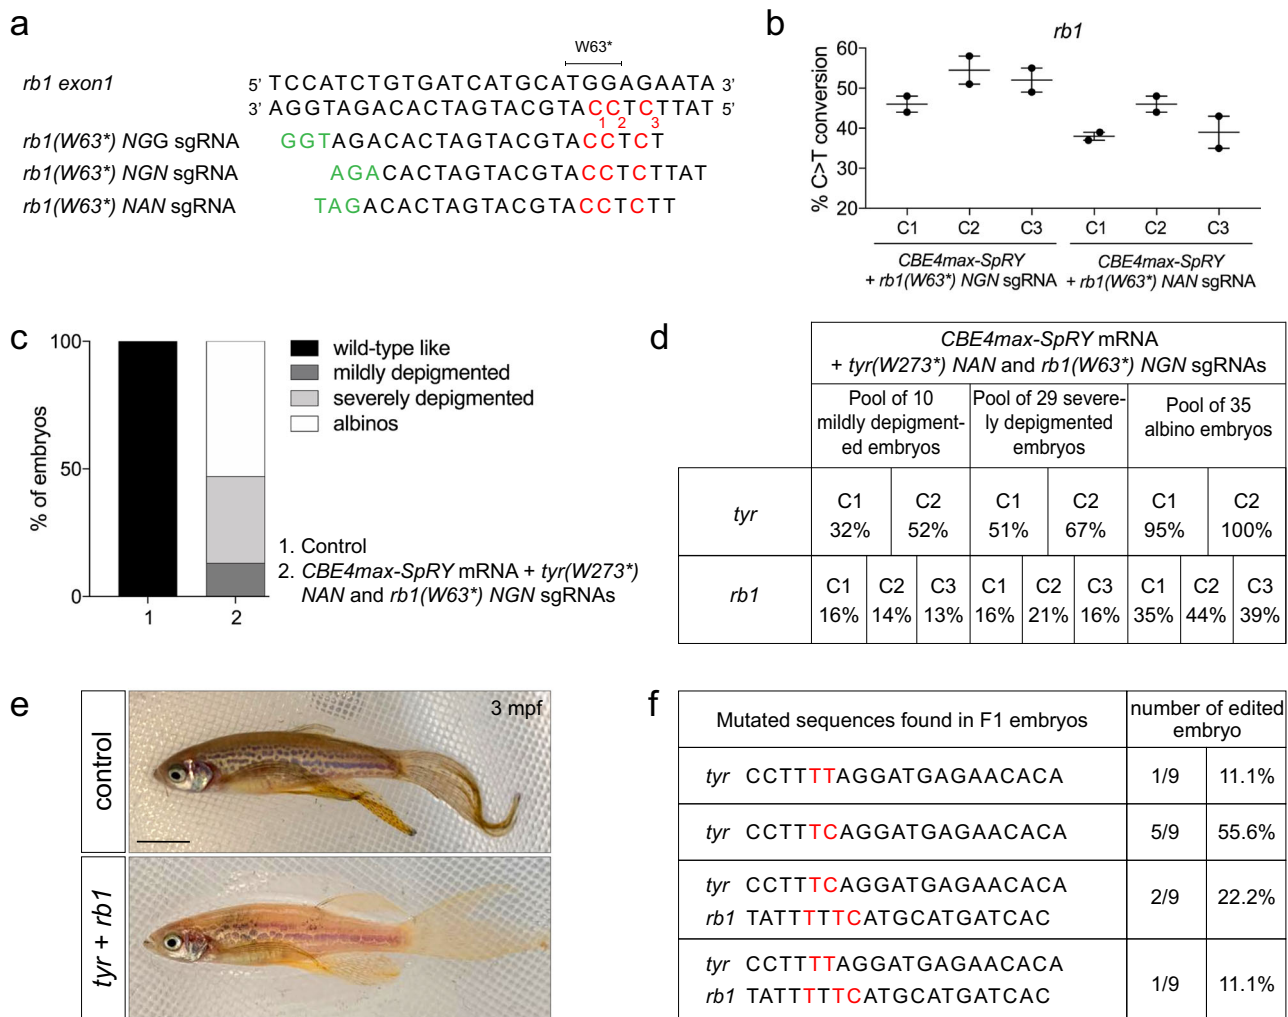 a
W63*
rb1 exon1
5’ TCCATCTGTGATCATGCATGGAGAATA 3’
3’ AGGTAGACACTAGTACGTACCTCTTAT 5’
1 2 3
rb1(W63*) NGG sgRNA GGTAGACACTAGTACGTACCTCT
rb1(W63*) NGN sgRNA AGACACTAGTACGTACCTCTTAT
rb1(W63*) NAN sgRNA TAGACACTAGTACGTACCTCTT
b
rb1
% C>T conversion
60
50
40
30
20
C1 C2 C3 C1 C2 C3
CBE4max-SpRY
+ rb1(W63*) NGN sgRNA
CBE4max-SpRY
+ rb1(W63*) NAN sgRNA
c
% of embryos
100
50
0
1 2
wild-type like
mildly depigmented
severely depigmented
albinos
1. Control
2. CBE4max-SpRY mRNA + tyr(W273*)
NAN and rb1(W63*) NGN sgRNAs
d
CBE4max-SpRY mRNA
+ tyr(W273*) NAN and rb1(W63*) NGN sgRNAs
Pool of 10
mildly depigment-
ed embryos
Pool of 29 severe-
ly depigmented
embryos
Pool of 35
albino embryos
tyr
C1 C2 C1 C2 C1 C2
32% 52% 51% 67% 95% 100%
rb1
C1 C2 C3 C1 C2 C3 C1 C2 C3
16% 14% 13% 16% 21% 16% 35% 44% 39%
e
control
3 mpf
tyr + rb1
f
Mutated sequences found in F1 embryos
number of edited
embryo
tyr CCTTTTAGGATGAGAACACA 1/9 11.1%
tyr CCTTTCAGGATGAGAACACA 5/9 55.6%
tyr CCTTTCAGGATGAGAACACA
rb1 TATTTTTCATGCATGATCAC
2/9 22.2%
tyr CCTTTTAGGATGAGAACACA
rb1 TATTTTTCATGCATGATCAC
1/9 11.1%